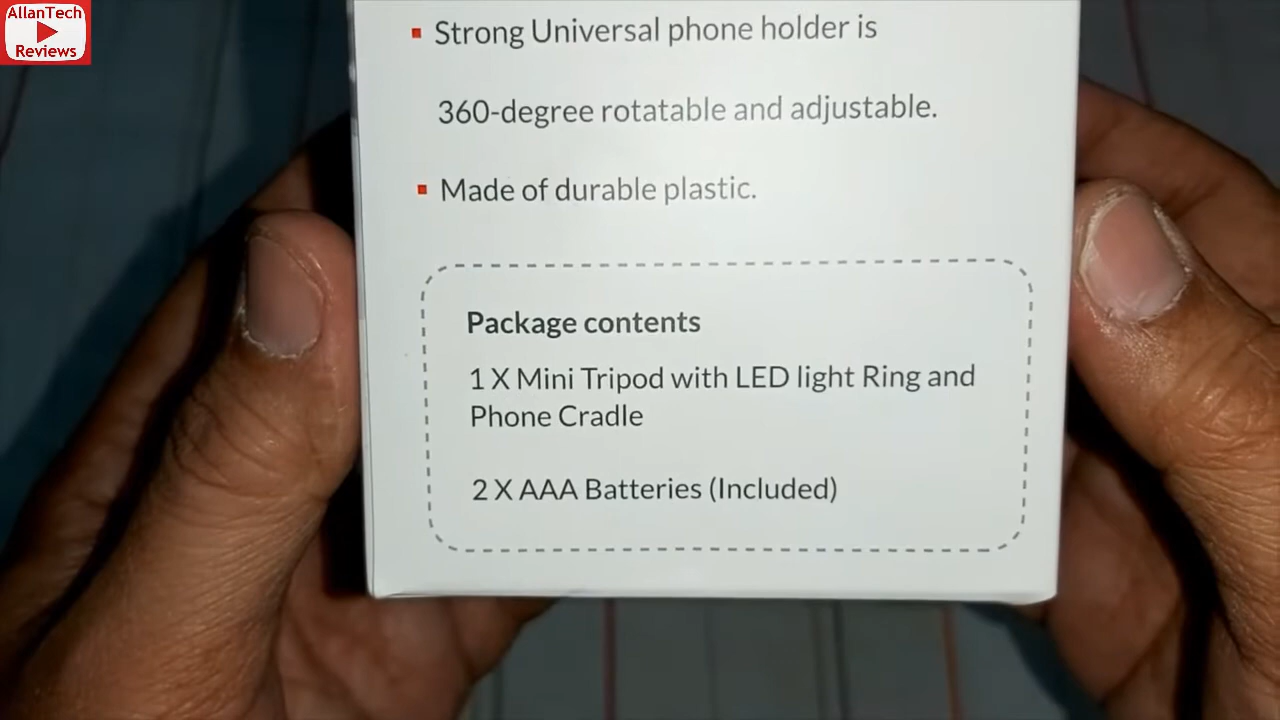 AllanTech
Reviews
Strong Universal phone holder is
360-degree rotatable and adjustable.
Made of durable plastic.
Package contents
1 X Mini Tripod with LED light Ring and
Phone Cradle
2 X AAA Batteries (Included)